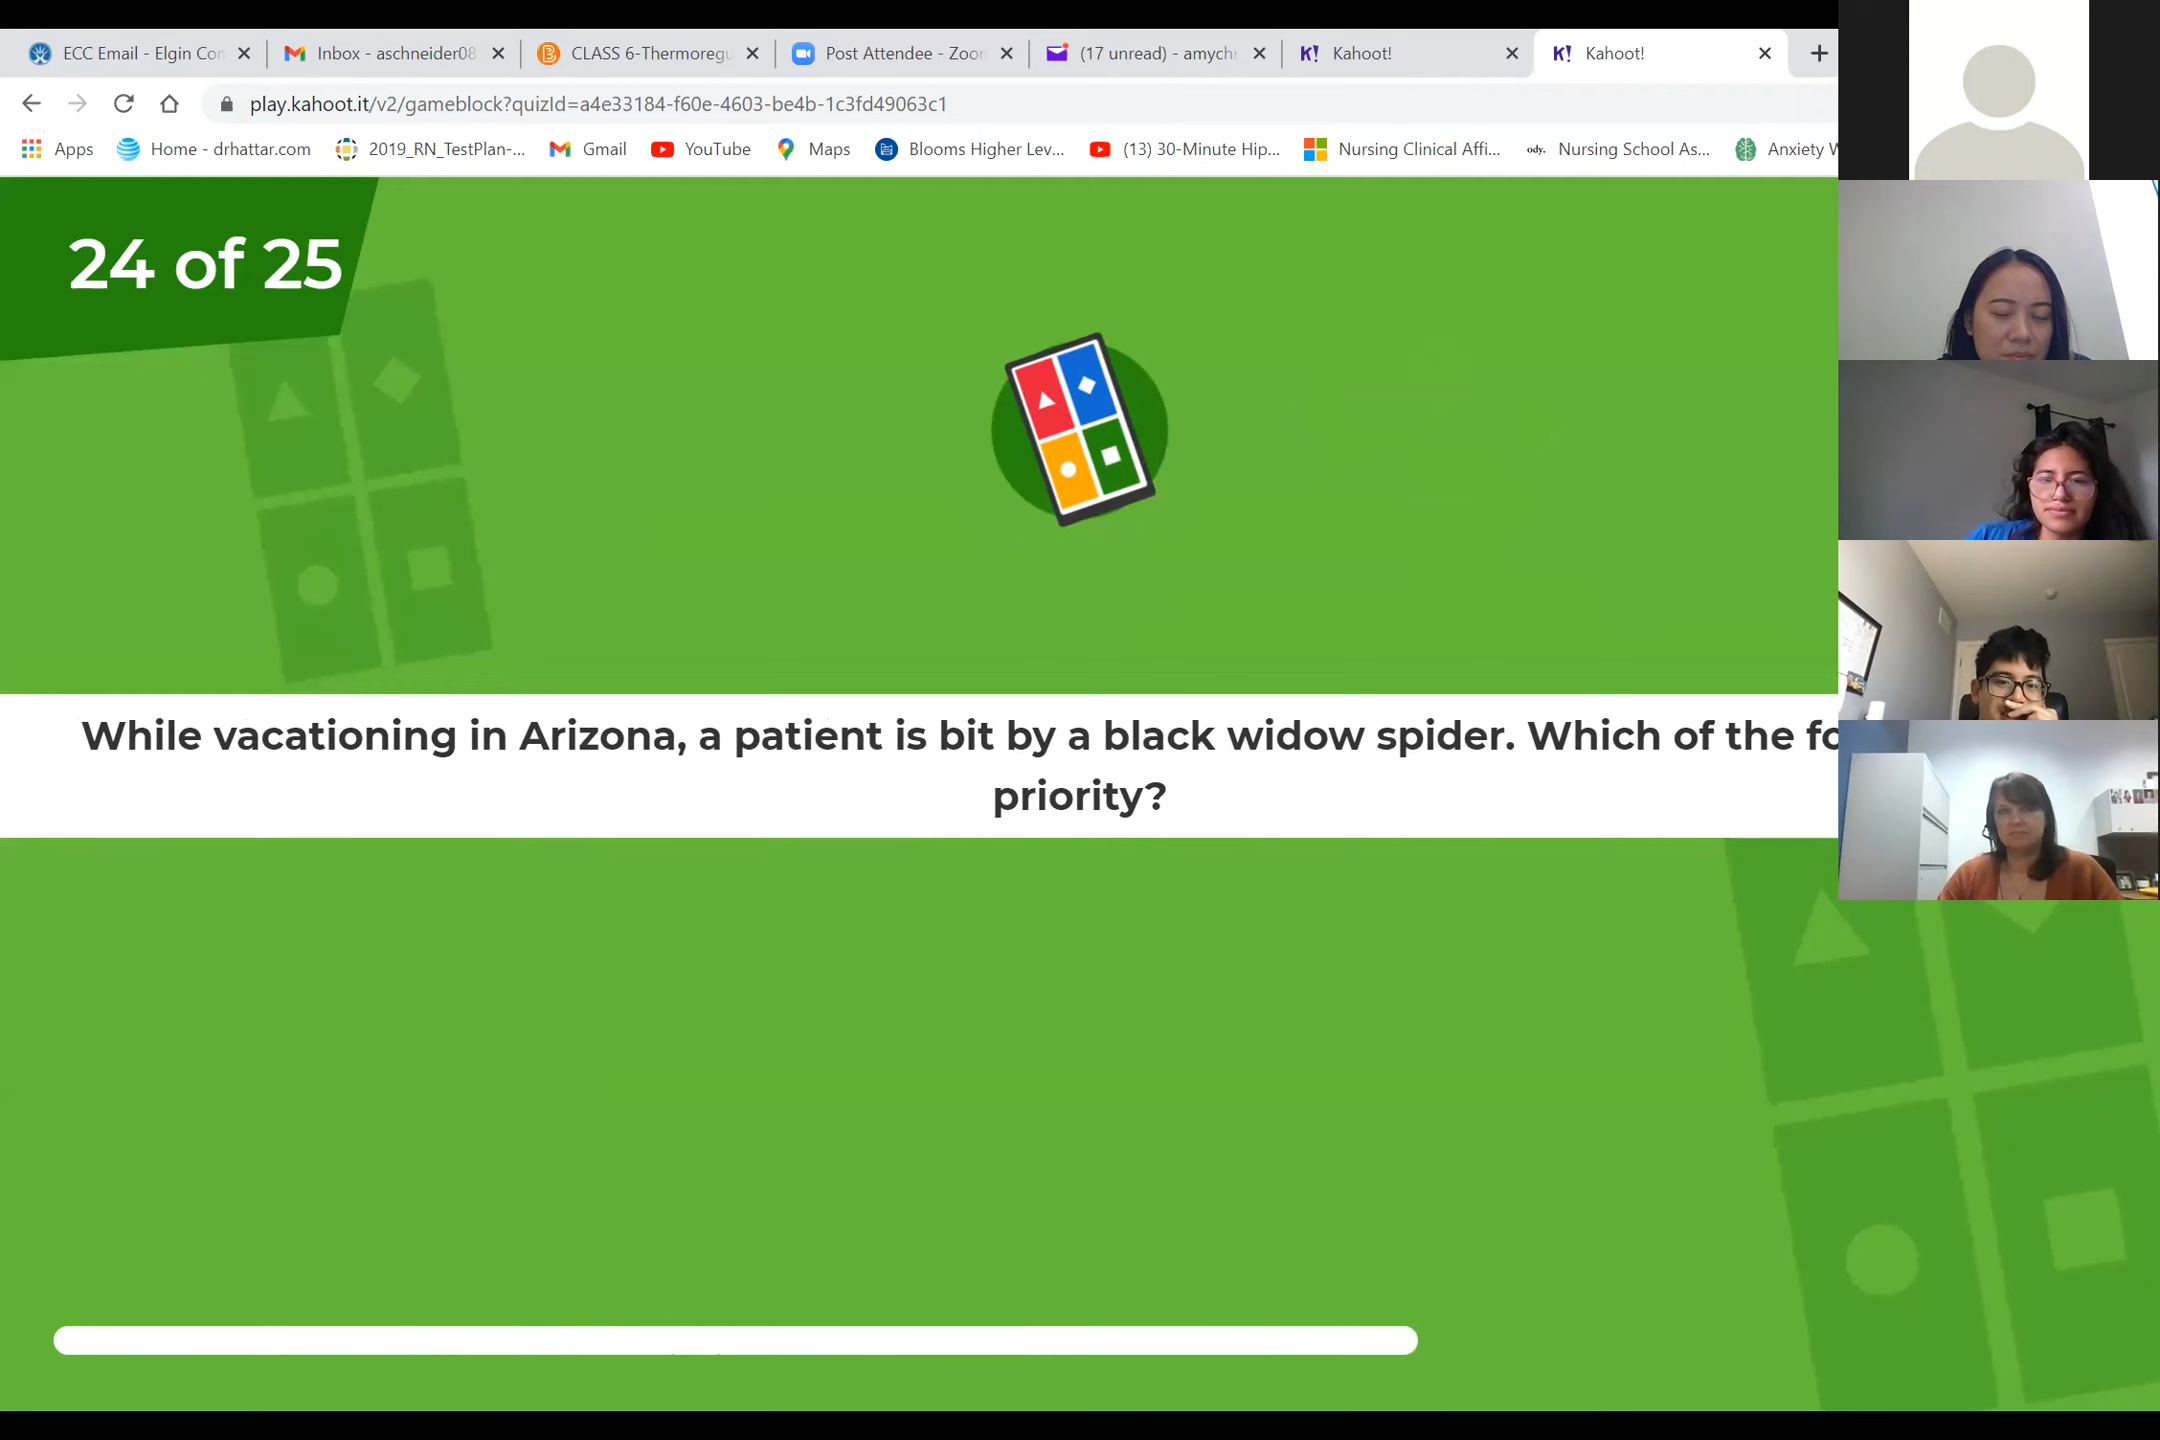 ECC Email - Elgin Con
Inbox - aschneider08
CLASS 6-Thermoregu
Post Attendee - Zoom
(17 unread) - amychr
K! Kahoot!
K! Kahoot!
play.kahoot.it/v2/gameblock?quizId=a4e33184-f60e-4603-be4b-1c3fd49063c1
Apps
Home - drhattar.com
2019_RN_TestPlan-...
Gmail
YouTube
Maps
Blooms Higher Lev...
(13) 30-Minute Hip...
Nursing Clinical Affi...
ody. Nursing School As...
Anxiety W
24 of 25
While vacationing in Arizona, a patient is bit by a black widow spider. Which of the fo
priority?